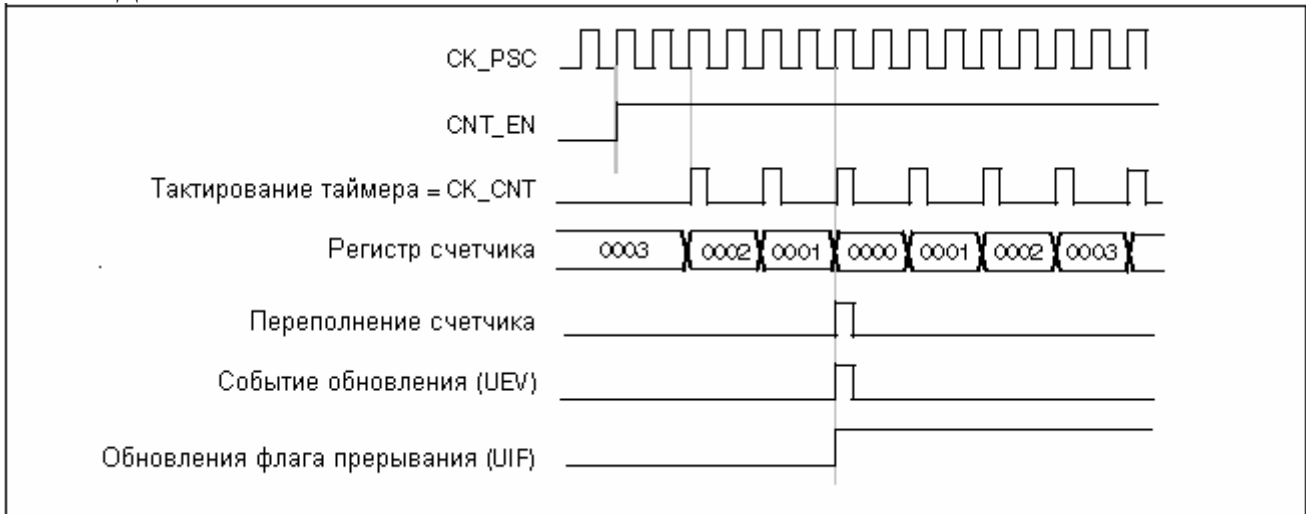 CK_PSC
CNT_EN
Тактирование таймера = CK_CNT
Регистр счетчика 0003 0002 0001 0000 0001 0002 0003
Переполнение счетчика
Событие обновления (UEV)
Обновления флага прерывания (UIF)